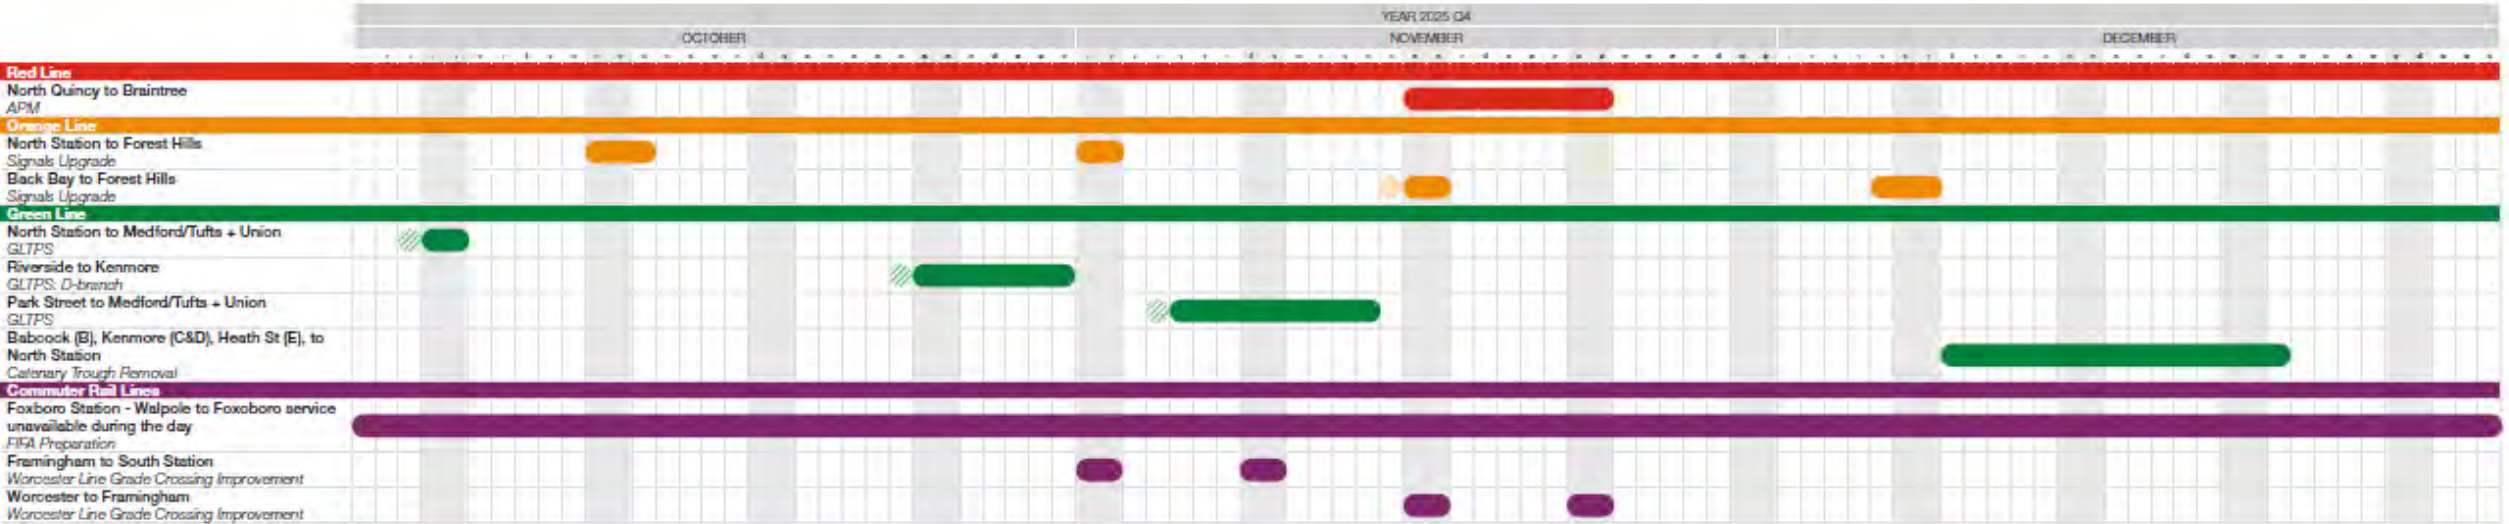 YEAR 2025 Q4
OCTOBER NOVEMBER DECEMBER
Red Line
North Quincy to Braintree
APM
Orange Line
North Station to Forest Hills
Signals Upgrade
Back Bay to Forest Hills
Signals Upgrade
Green Line
North Station to Medford/Tufts + Union
GLTPS
Riverside to Kenmore
GLTPS: D-branch
Park Street to Medford/Tufts + Union
GLTPS
Babcock (B), Kenmore (C&D), Heath St (E), to
North Station
Catenary Trough Removal
Commuter Rail Lines
Foxboro Station - Walpole to Foxoboro service
unavailable during the day
FIFA Preparation
Framingham to South Station
Worcester Line Grade Crossing Improvement
Worcester to Framingham
Worcester Line Grade Crossing Improvement